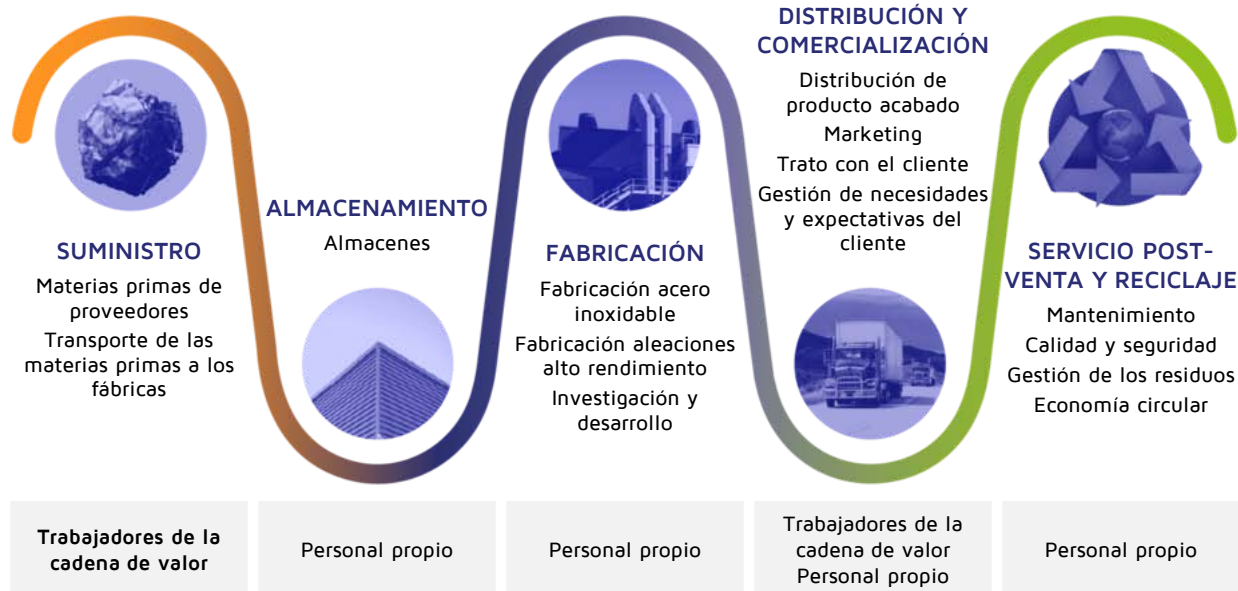 SUMINISTRO
Materias primas de
proveedores
Transporte de las
materias primas a los
fábricas
ALMACENAMIENTO
Almacenes
FABRICACIÓN
Fabricación acero
inoxidable
Fabricación aleaciones
alto rendimiento
Investigación y
desarrollo
DISTRIBUCIÓN Y
COMERCIALIZACIÓN
Distribución de
producto acabado
Marketing
Trato con el cliente
Gestión de necesidades
y expectativas del
cliente
SERVICIO POST-
VENTA Y RECICLAJE
Mantenimiento
Calidad y seguridad
Gestión de los residuos
Economía circular
Trabajadores de la
cadena de valor
Personal propio
Personal propio
Trabajadores de la
cadena de valor
Personal propio
Personal propio